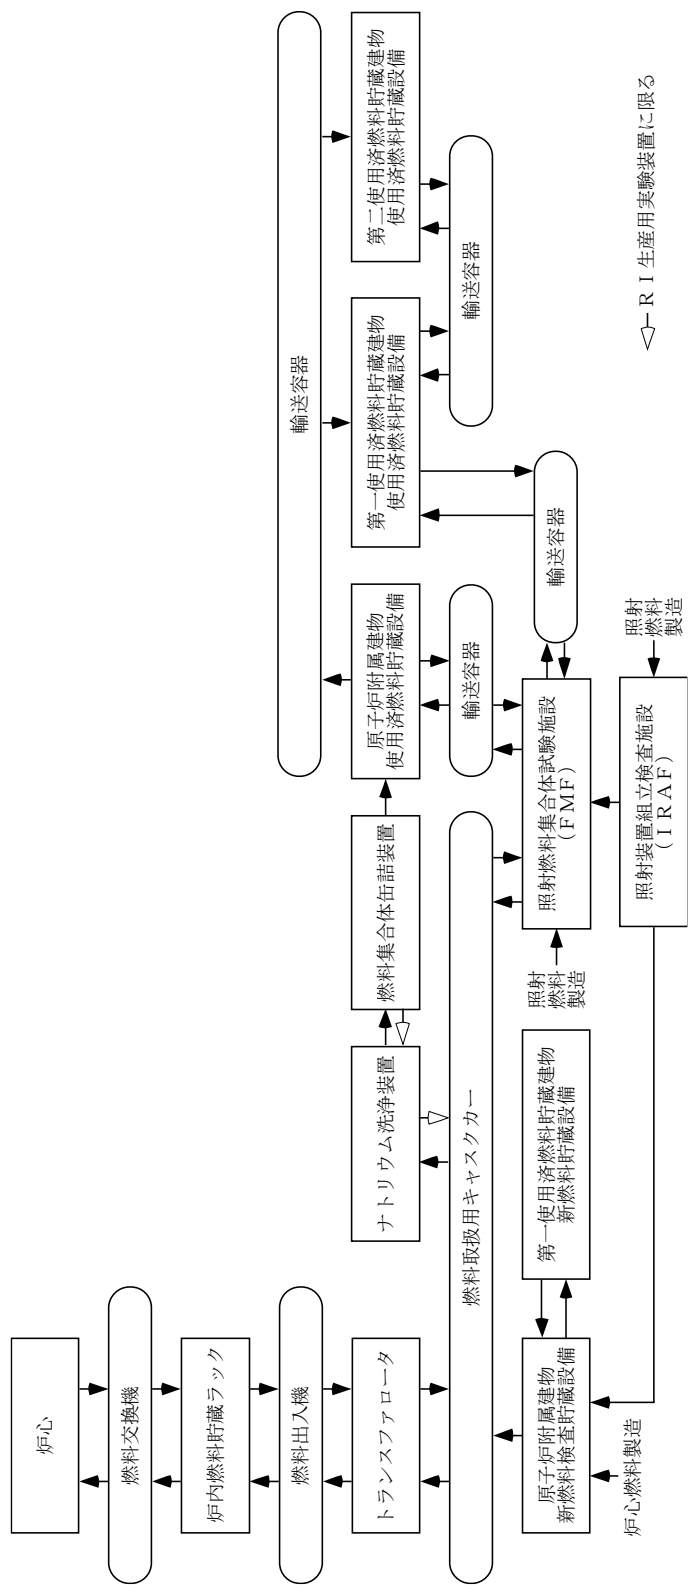 炉心
燃料交換機
炉内燃料貯蔵ラック
燃料出入機
トランスファロータ
燃料取扱用キャスクカー
ナトリウム洗浄装置
燃料集合体缶詰装置
原子炉附属建物
使用済燃料貯蔵設備
輸送容器
第一使用済燃料貯蔵建物
使用済燃料貯蔵設備
第二使用済燃料貯蔵建物
使用済燃料貯蔵設備
輸送容器
輸送容器
輸送容器
原子炉附属建物
新燃料検査貯蔵設備
炉心燃料製造
第一使用済燃料貯蔵建物
新燃料貯蔵設備
照射
燃料
製造
照射燃料集合体試験施設
(FMF)
照射装置組立検査施設
(IRAF)
照射
燃料
製造
RI生産用実験装置に限る